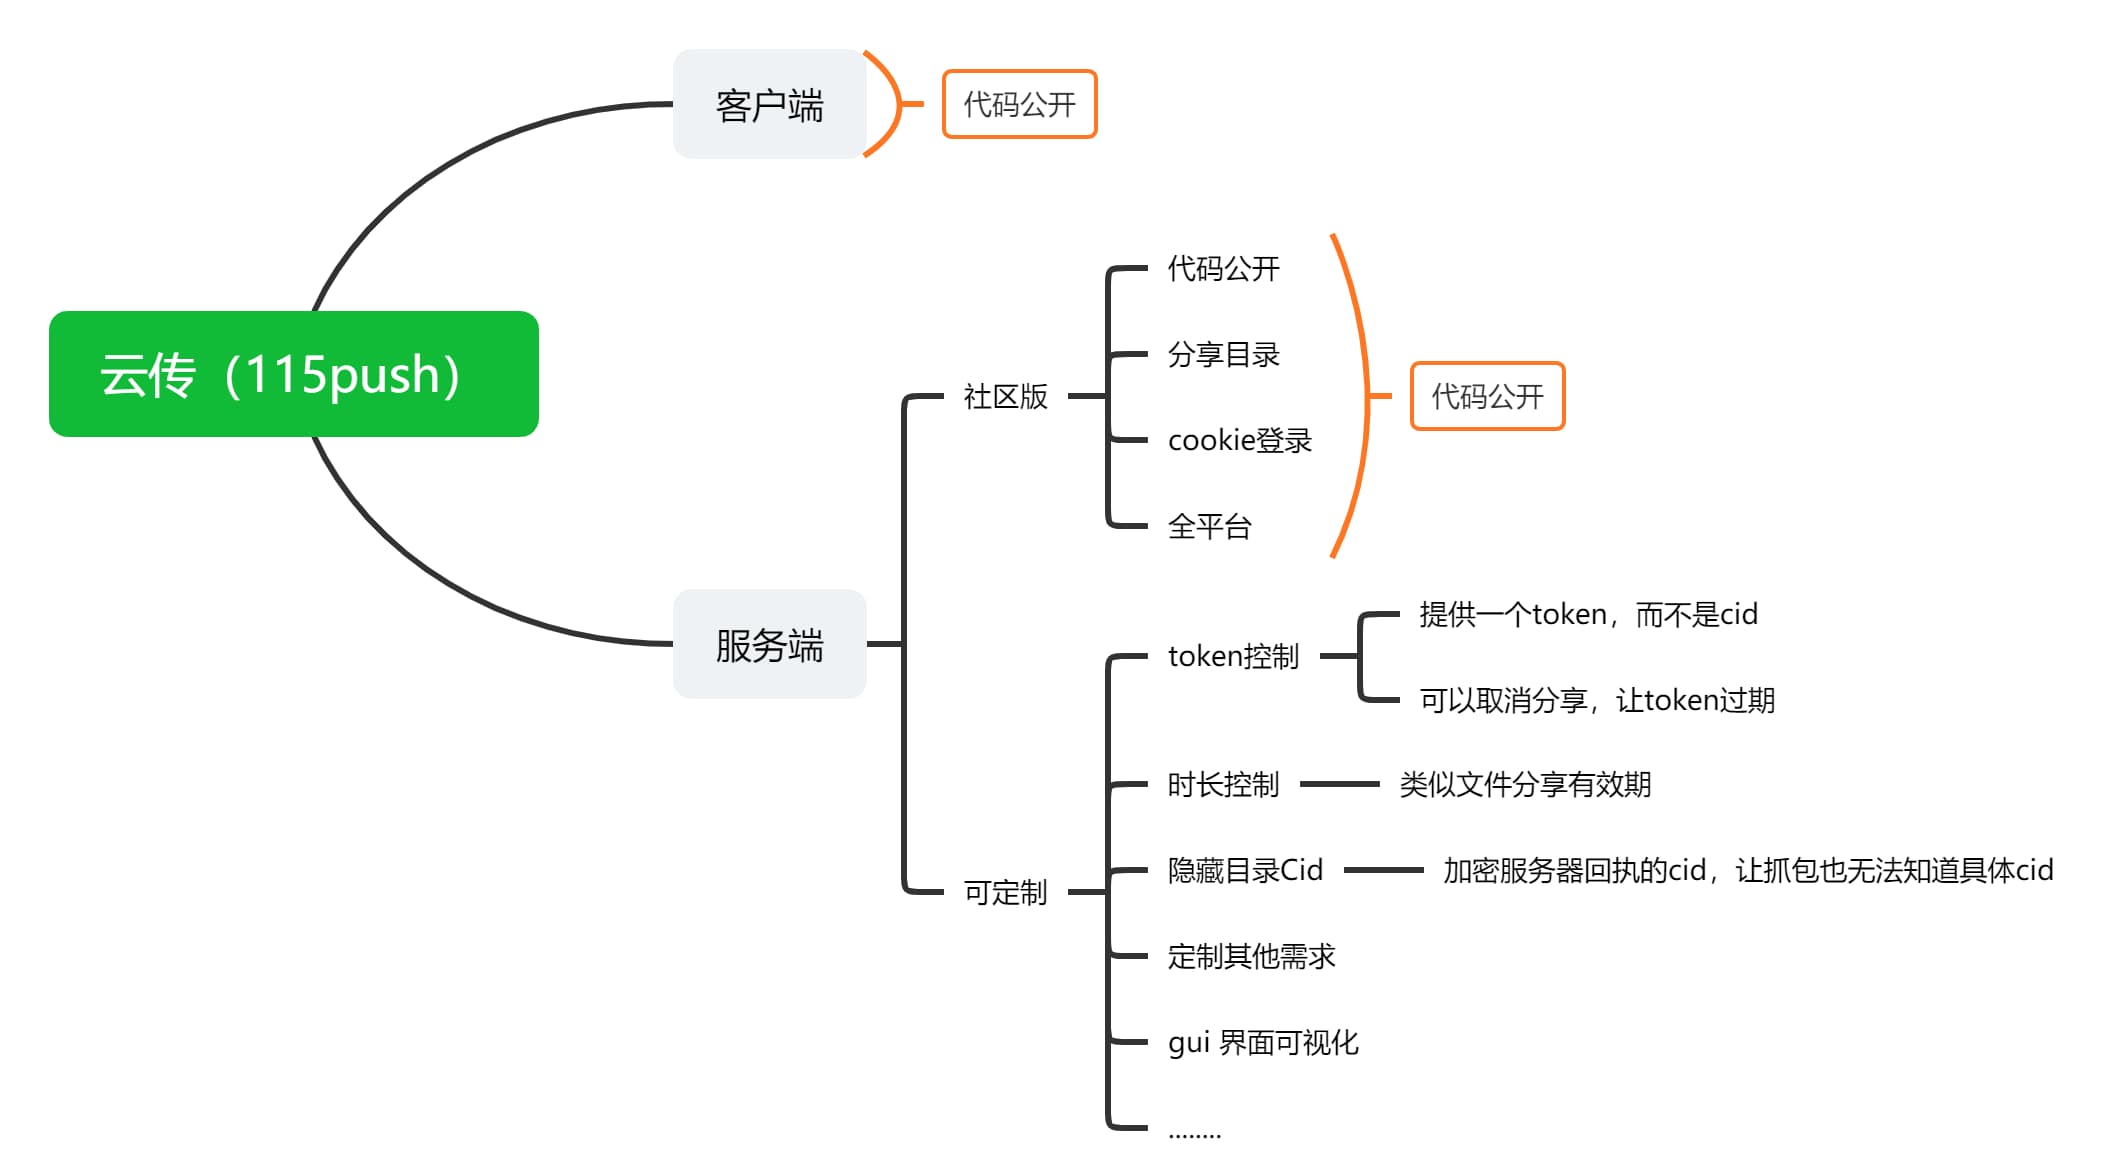 云传（115push）
客户端
代码公开
服务端
社区版
代码公开
分享目录
cookie登录
全平台
代码公开
可定制
token控制
提供一个token，而不是cid
可以取消分享，让token过期
时长控制
类似文件分享有效期
隐藏目录Cid
加密服务器回执的cid，让抓包也无法知道具体cid
定制其他需求
gui 界面可视化
........